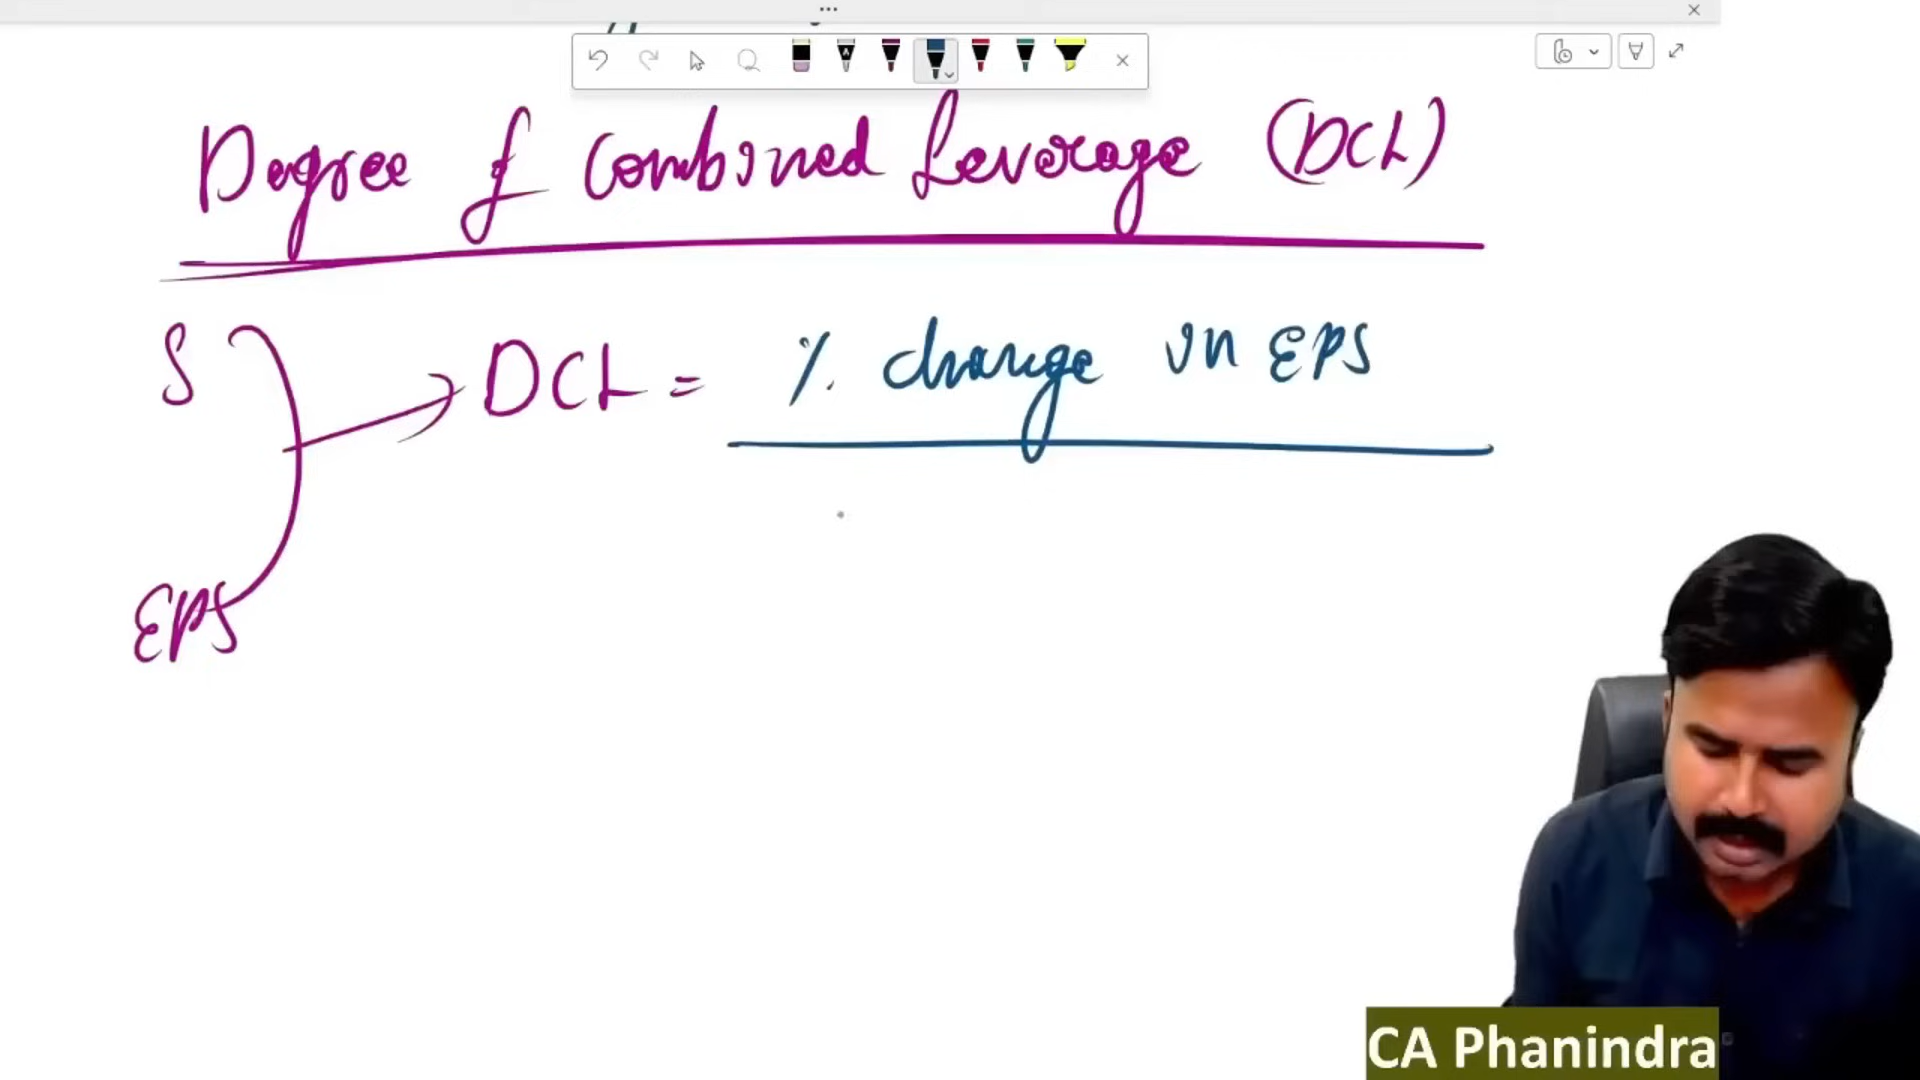 Degree of Combined Leverage (DCL)
S
DCL = % change in EPS
EPS
CA Phanindra